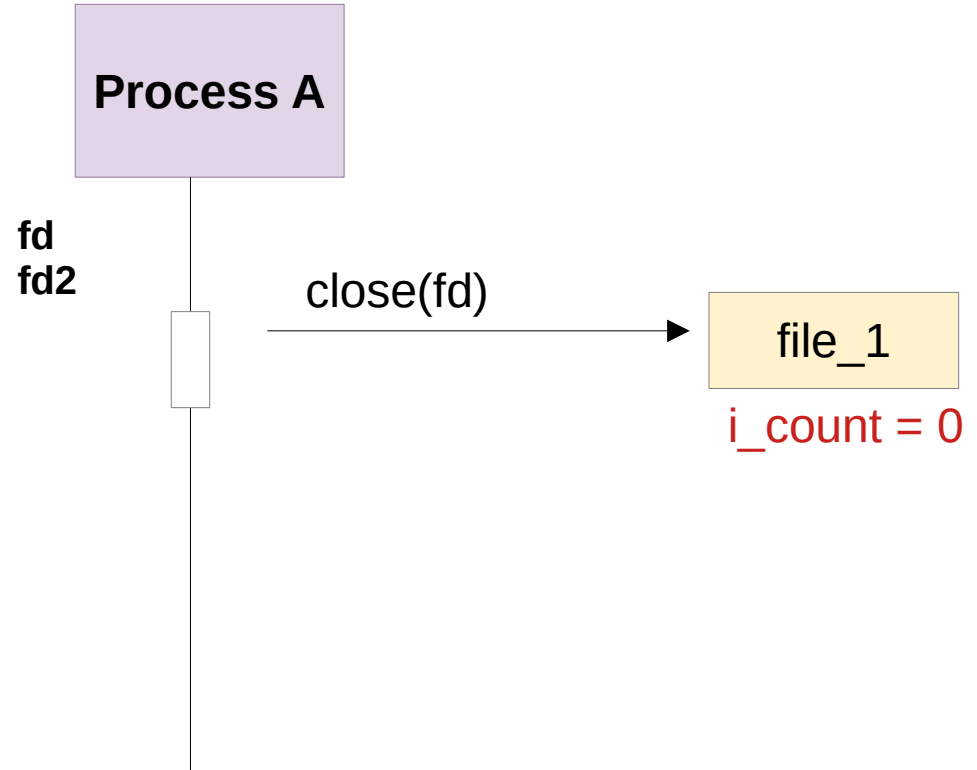 Process A
fd
fd2
close(fd)
file_1
i_count = 0